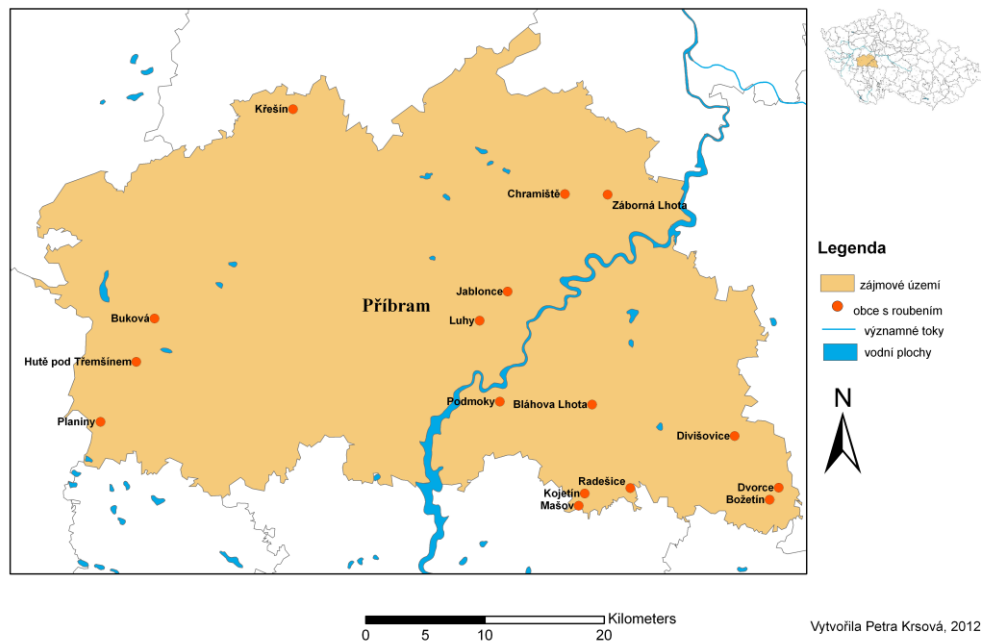 Křešín
Chramiště
Záborná Lhota
Jablonce
Příbram
Buková
Luhy
Hutě pod Třemšínem
Podmoky
Bláhova Lhota
Planiny
Divišovice
Radešice
Kojetín
Dvorce
Božetín
Mašov
Legenda
zájmové území
obce s roubením
významné toky
vodní plochy
N
Kilometers
0 5 10 20
Vytvořila Petra Krsová, 2012